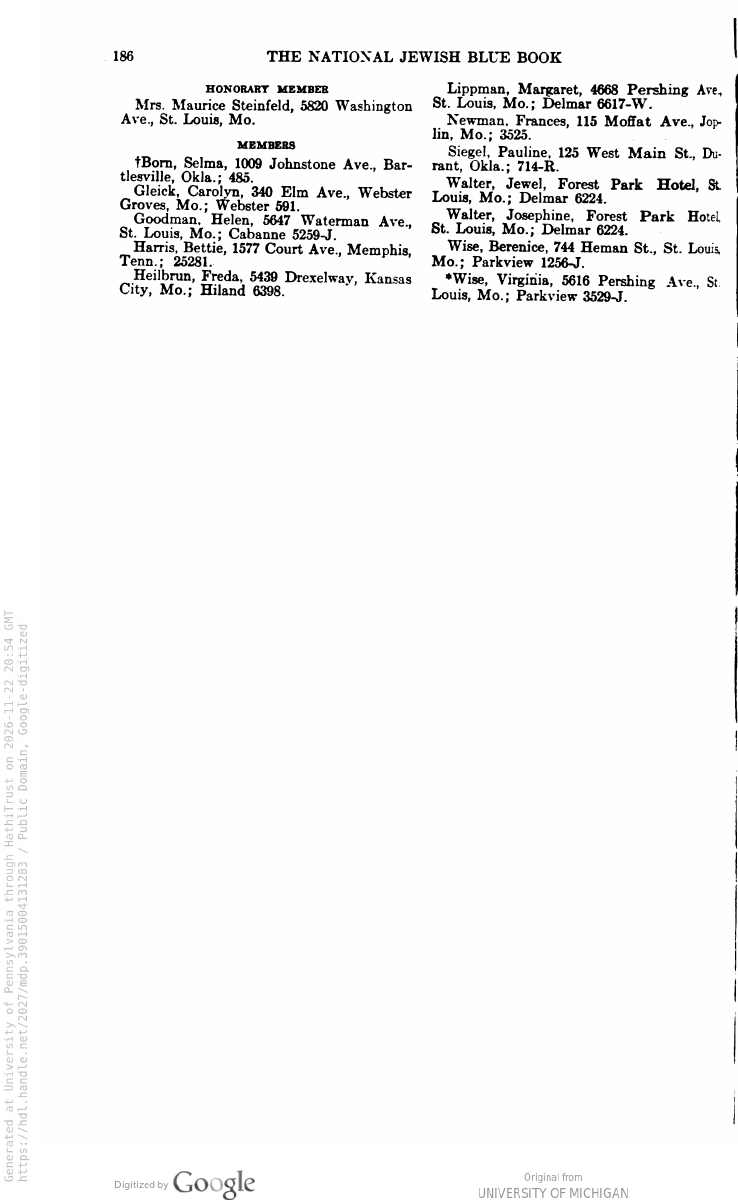 186
THE NATIONAL JEWISH BLUE BOOK
HONORARY MEMBER
Mrs. Maurice Steinfeld, 5820 Washington
Ave., St. Louis, Mo.
MEMBERS
†Born, Selma, 1009 Johnstone Ave., Bar-
tlesville, Okla.; 485.
Gleick, Carolyn, 340 Elm Ave., Webster
Groves, Mo.; Webster 591.
Goodman, Helen, 5647 Waterman Ave.,
St. Louis, Mo.; Cabanne 5259-J.
Harris, Bettie, 1577 Court Ave., Memphis,
Tenn.; 25281.
Heilbrun, Freda, 5439 Drexelway, Kansas
City, Mo.; Hiland 6398.
Lippman, Margaret, 4668 Pershing Ave.,
St. Louis, Mo.; Delmar 6617-W.
Newman, Frances, 115 Moffat Ave., Jop-
lin, Mo.; 3525.
Siegel, Pauline, 125 West Main St., Du-
rant, Okla.; 714-R.
Walter, Jewel, Forest Park Hotel, St.
Louis, Mo.; Delmar 6224.
Walter, Josephine, Forest Park Hotel,
St. Louis, Mo.; Delmar 6224.
Wise, Berenice, 744 Heman St., St. Louis,
Mo.; Parkview 1256-J.
*Wise, Virginia, 5616 Pershing Ave., St.
Louis, Mo.; Parkview 3529-J.
Generated at University of Pennsylvania through HathiTrust on 2026-11-22 20:54 GMT
https://hdl.handle.net/2027/mdp.39015004131283 / Public Domain, Google-digitized
Digitized by Google
Original from
UNIVERSITY OF MICHIGAN